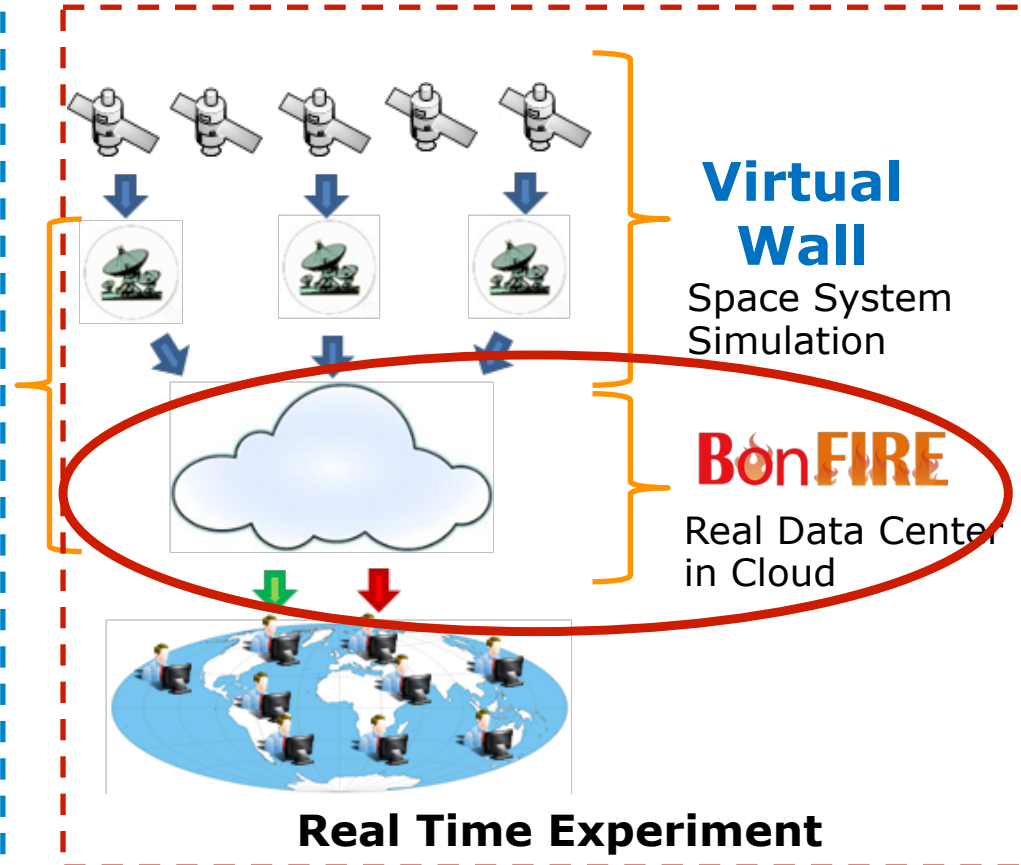 Virtual
Wall
Space System
Simulation
BonFIRE
Real Data Center
in Cloud
Real Time Experiment